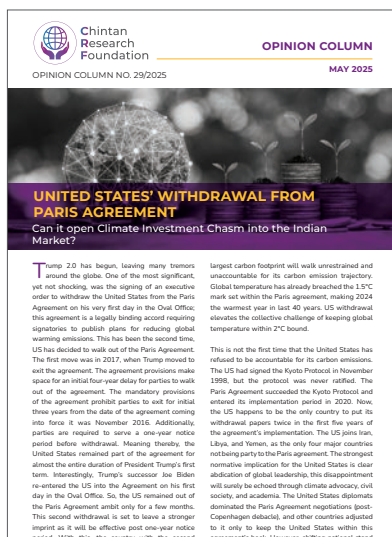 Chintan
Research
Foundation
OPINION COLUMN
OPINION COLUMN NO. 29/2025
MAY 2025
UNITED STATES’ WITHDRAWAL FROM
PARIS AGREEMENT
Can it open Climate Investment Chasm into the Indian
Market?
Trump 2.0 has begun, leaving many tremors
around the globe. One of the most significant,
yet not shocking, was the signing of an executive
order to withdraw the United States from the Paris
Agreement on his very first day in the Oval Office;
this agreement is a legally binding accord requiring
signatories to publish plans for reducing global
warming emissions. This has been the second time,
US has decided to walk out of the Paris Agreement.
The first move was in 2017, when Trump moved to
exit the agreement. The agreement provisions make
space for an initial four-year delay for parties to walk
out of the agreement. The mandatory provisions
of the agreement prohibit parties to exit for initial
three years from the date of the agreement coming
into force it was November 2016. Additionally,
parties are required to serve a one-year notice
period before withdrawal. Meaning thereby, the
United States remained part of the agreement for
almost the entire duration of President Trump’s first
term. Interestingly, Trump’s successor Joe Biden
re-entered the US into the Agreement on his first
day in the Oval Office. So, the US remained out of
the Paris Agreement ambit only for a few months.
This second withdrawal is set to leave a stronger
imprint as it will be effective post one-year notice
period. With this, the country with the second
largest carbon footprint will walk unrestrained and
unaccountable for its carbon emission trajectory.
Global temperature has already breached the 1.5°C
mark set within the Paris agreement, making 2024
the warmest year in last 40 years. US withdrawal
elevates the collective challenge of keeping global
temperature within 2°C bound.
This is not the first time that the United States has
refused to be accountable for its carbon emissions.
The US had signed the Kyoto Protocol in November
1998, but the protocol was never ratified. The
Paris Agreement succeeded the Kyoto Protocol and
entered its implementation period in 2020. Now,
the US happens to be the only country to put its
withdrawal papers twice in the first five years of
the agreement’s implementation. The US joins Iran,
Libya, and Yemen, as the only four major countries
not being party to the Paris agreement. The strongest
normative implication for the United States is clear
abdication of global leadership, this disappointment
will surely be echoed through climate advocacy, civil
society, and academia. The United States diplomats
dominated the Paris Agreement negotiations (post-
Copenhagen debacle), and other countries adjusted
to it only to keep the United States within this